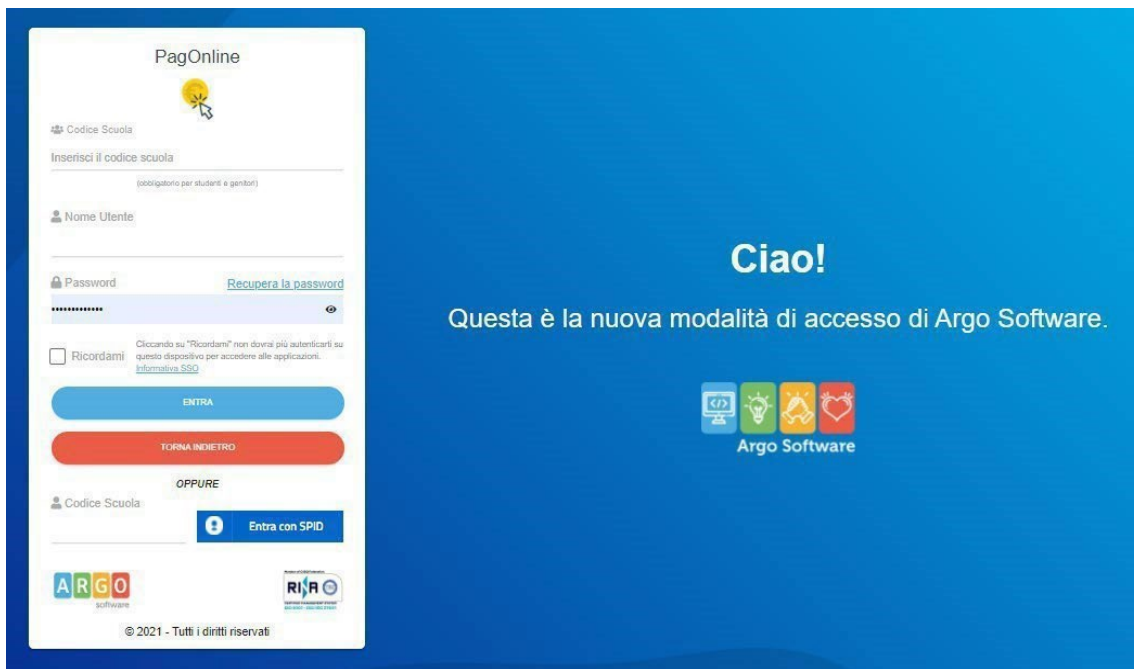 PagOnline
Codice Scuola
Inserisci il codice scuola
(obbligatorio per studenti e genitori)
Nome Utente
Password
Recupera la password
Ricordami
Cliccando su "Ricordami" non dovrai più autenticarti su
questo dispositivo per accedere alle applicazioni.
Informativa SSO
ENTRA
TORNA INDIETRO
OPPURE
Codice Scuola
Entra con SPID
ARGO
software
RINA
© 2021 - Tutti i diritti riservati
Ciao!
Questa è la nuova modalità di accesso di Argo Software.
Argo Software